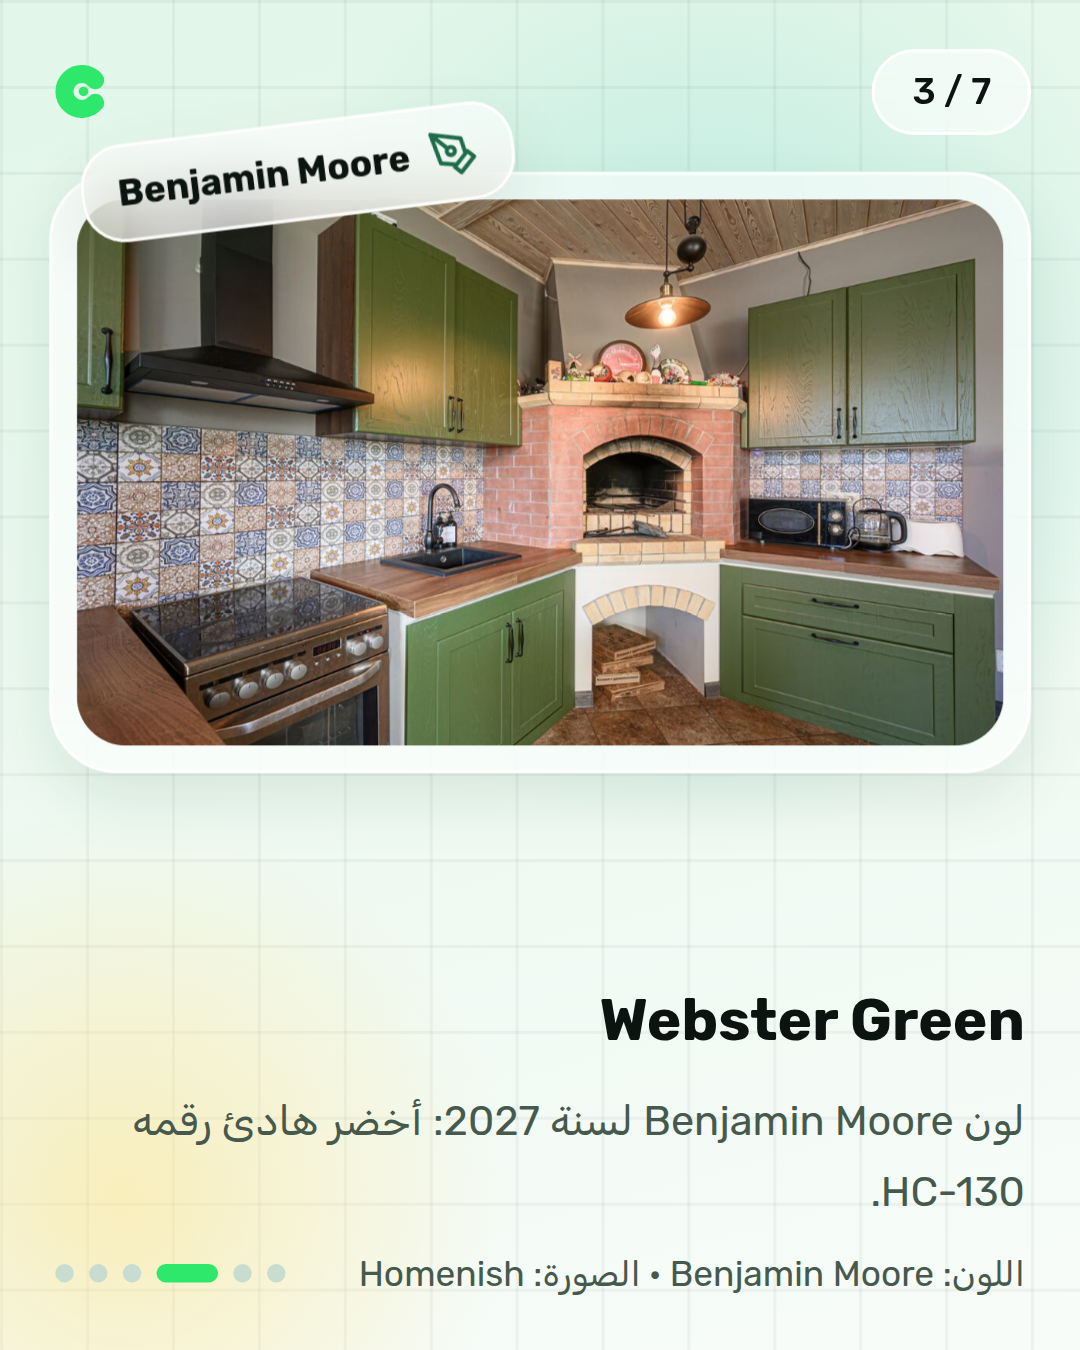 3 / 7
Benjamin Moore
Webster Green
لون Benjamin Moore لسنة 2027: أخضر هادئ رقمه
HC-130.
اللون: Benjamin Moore • الصورة: Homenish